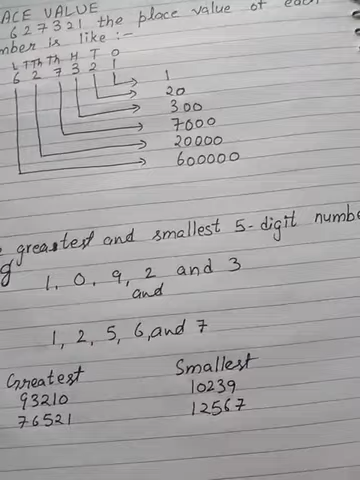 ACE VALUE
627321 the place value of each
mber is like :-
L TTh Th H T O
6 2 7 3 2 1
1
20
300
7000
20000
600000
greatest and smallest 5-digit numbe
g
1, 0, 9, 2 and 3
and
1, 2, 5, 6, and 7
Greatest Smallest
93210 10239
76521 12567